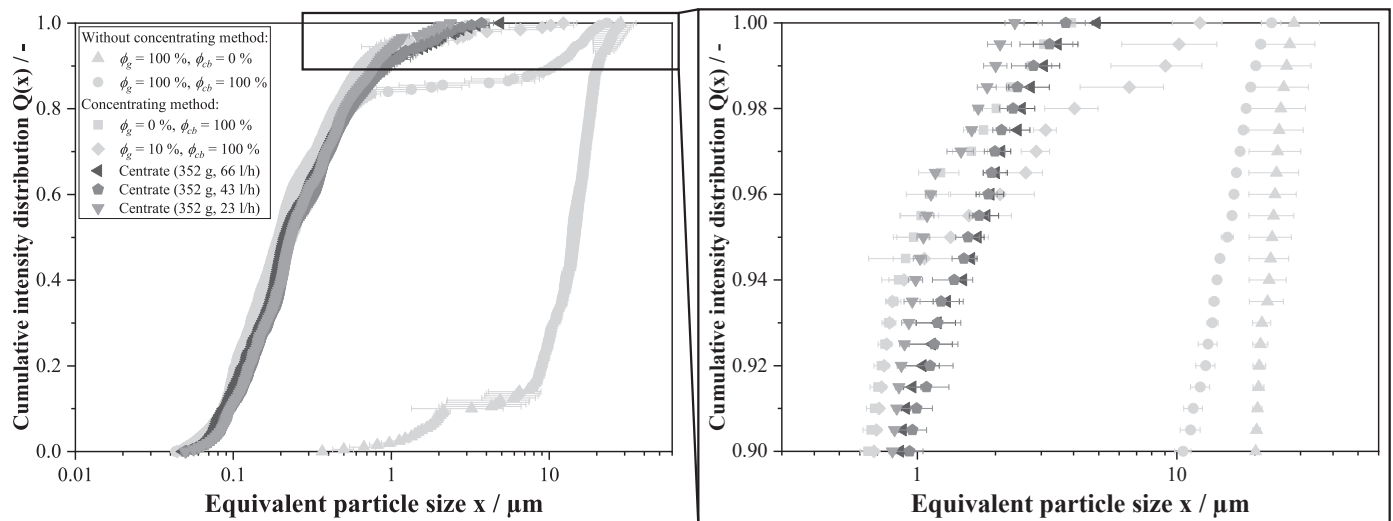 Cumulative intensity distribution Q(x) / -
1.0
0.8
0.6
0.4
0.2
0.0
0.01
0.1
1
10
Equivalent particle size x / μm
Without concentrating method:
ϕg = 100 %, ϕcb = 0 %
ϕg = 100 %, ϕcb = 100 %
Concentrating method:
ϕg = 0 %, ϕcb = 100 %
ϕg = 10 %, ϕcb = 100 %
Centrate (352 g, 66 l/h)
Centrate (352 g, 43 l/h)
Centrate (352 g, 23 l/h)
Cumulative intensity distribution Q(x) / -
1.00
0.98
0.96
0.94
0.92
0.90
1
10
Equivalent particle size x / μm